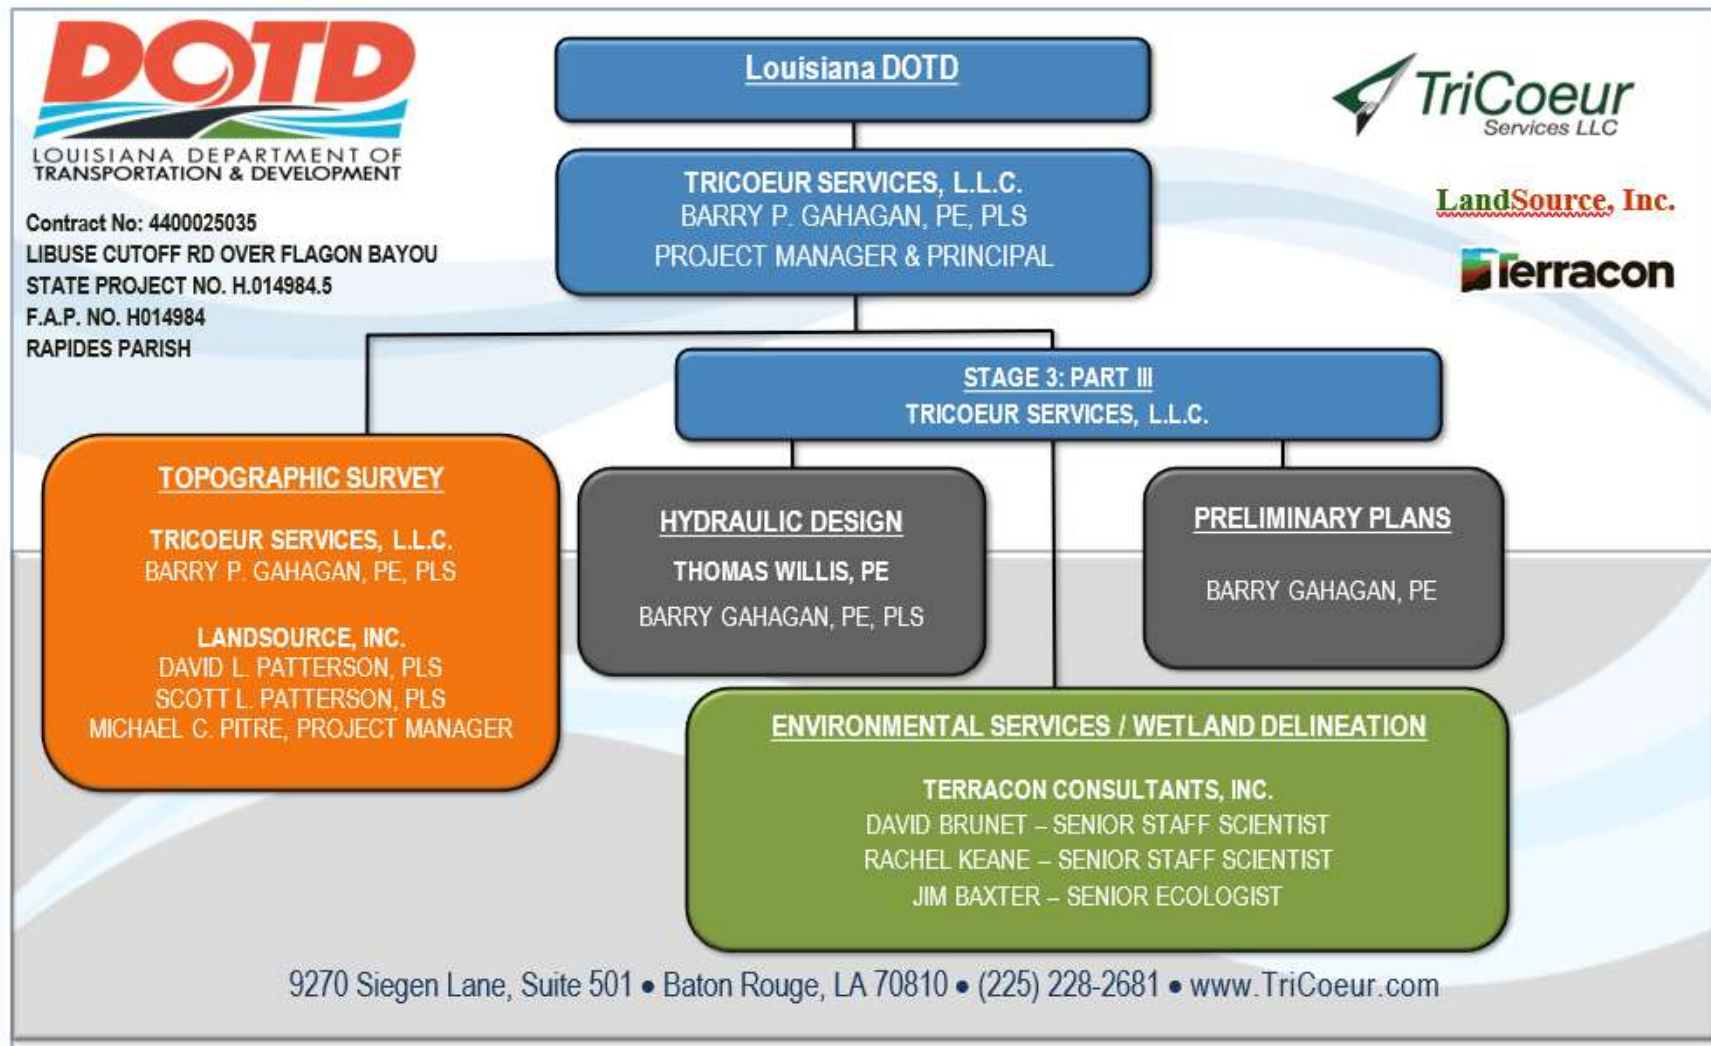 DOTD
LOUISIANA DEPARTMENT OF
TRANSPORTATION & DEVELOPMENT
Contract No: 4400025035
LIBUSE CUTOFF RD OVER FLAGON BAYOU
STATE PROJECT NO. H.014984.5
F.A.P. NO. H014984
RAPIDES PARISH
Louisiana DOTD
TRICOEUR SERVICES, L.L.C.
BARRY P. GAHAGAN, PE, PLS
PROJECT MANAGER & PRINCIPAL
TriCoeur
Services LLC
LandSource, Inc.
Terracon
STAGE 3: PART III
TRICOEUR SERVICES, L.L.C.
TOPOGRAPHIC SURVEY
TRICOEUR SERVICES, L.L.C.
BARRY P. GAHAGAN, PE, PLS
LANDSOURCE, INC.
DAVID L. PATTERSON, PLS
SCOTT L. PATTERSON, PLS
MICHAEL C. PITRE, PROJECT MANAGER
HYDRAULIC DESIGN
THOMAS WILLIS, PE
BARRY GAHAGAN, PE, PLS
PRELIMINARY PLANS
BARRY GAHAGAN, PE
ENVIRONMENTAL SERVICES / WETLAND DELINEATION
TERRACON CONSULTANTS, INC.
DAVID BRUNET – SENIOR STAFF SCIENTIST
RACHEL KEANE – SENIOR STAFF SCIENTIST
JIM BAXTER – SENIOR ECOLOGIST
9270 Siegen Lane, Suite 501 • Baton Rouge, LA 70810 • (225) 228-2681 • www.TriCoeur.com